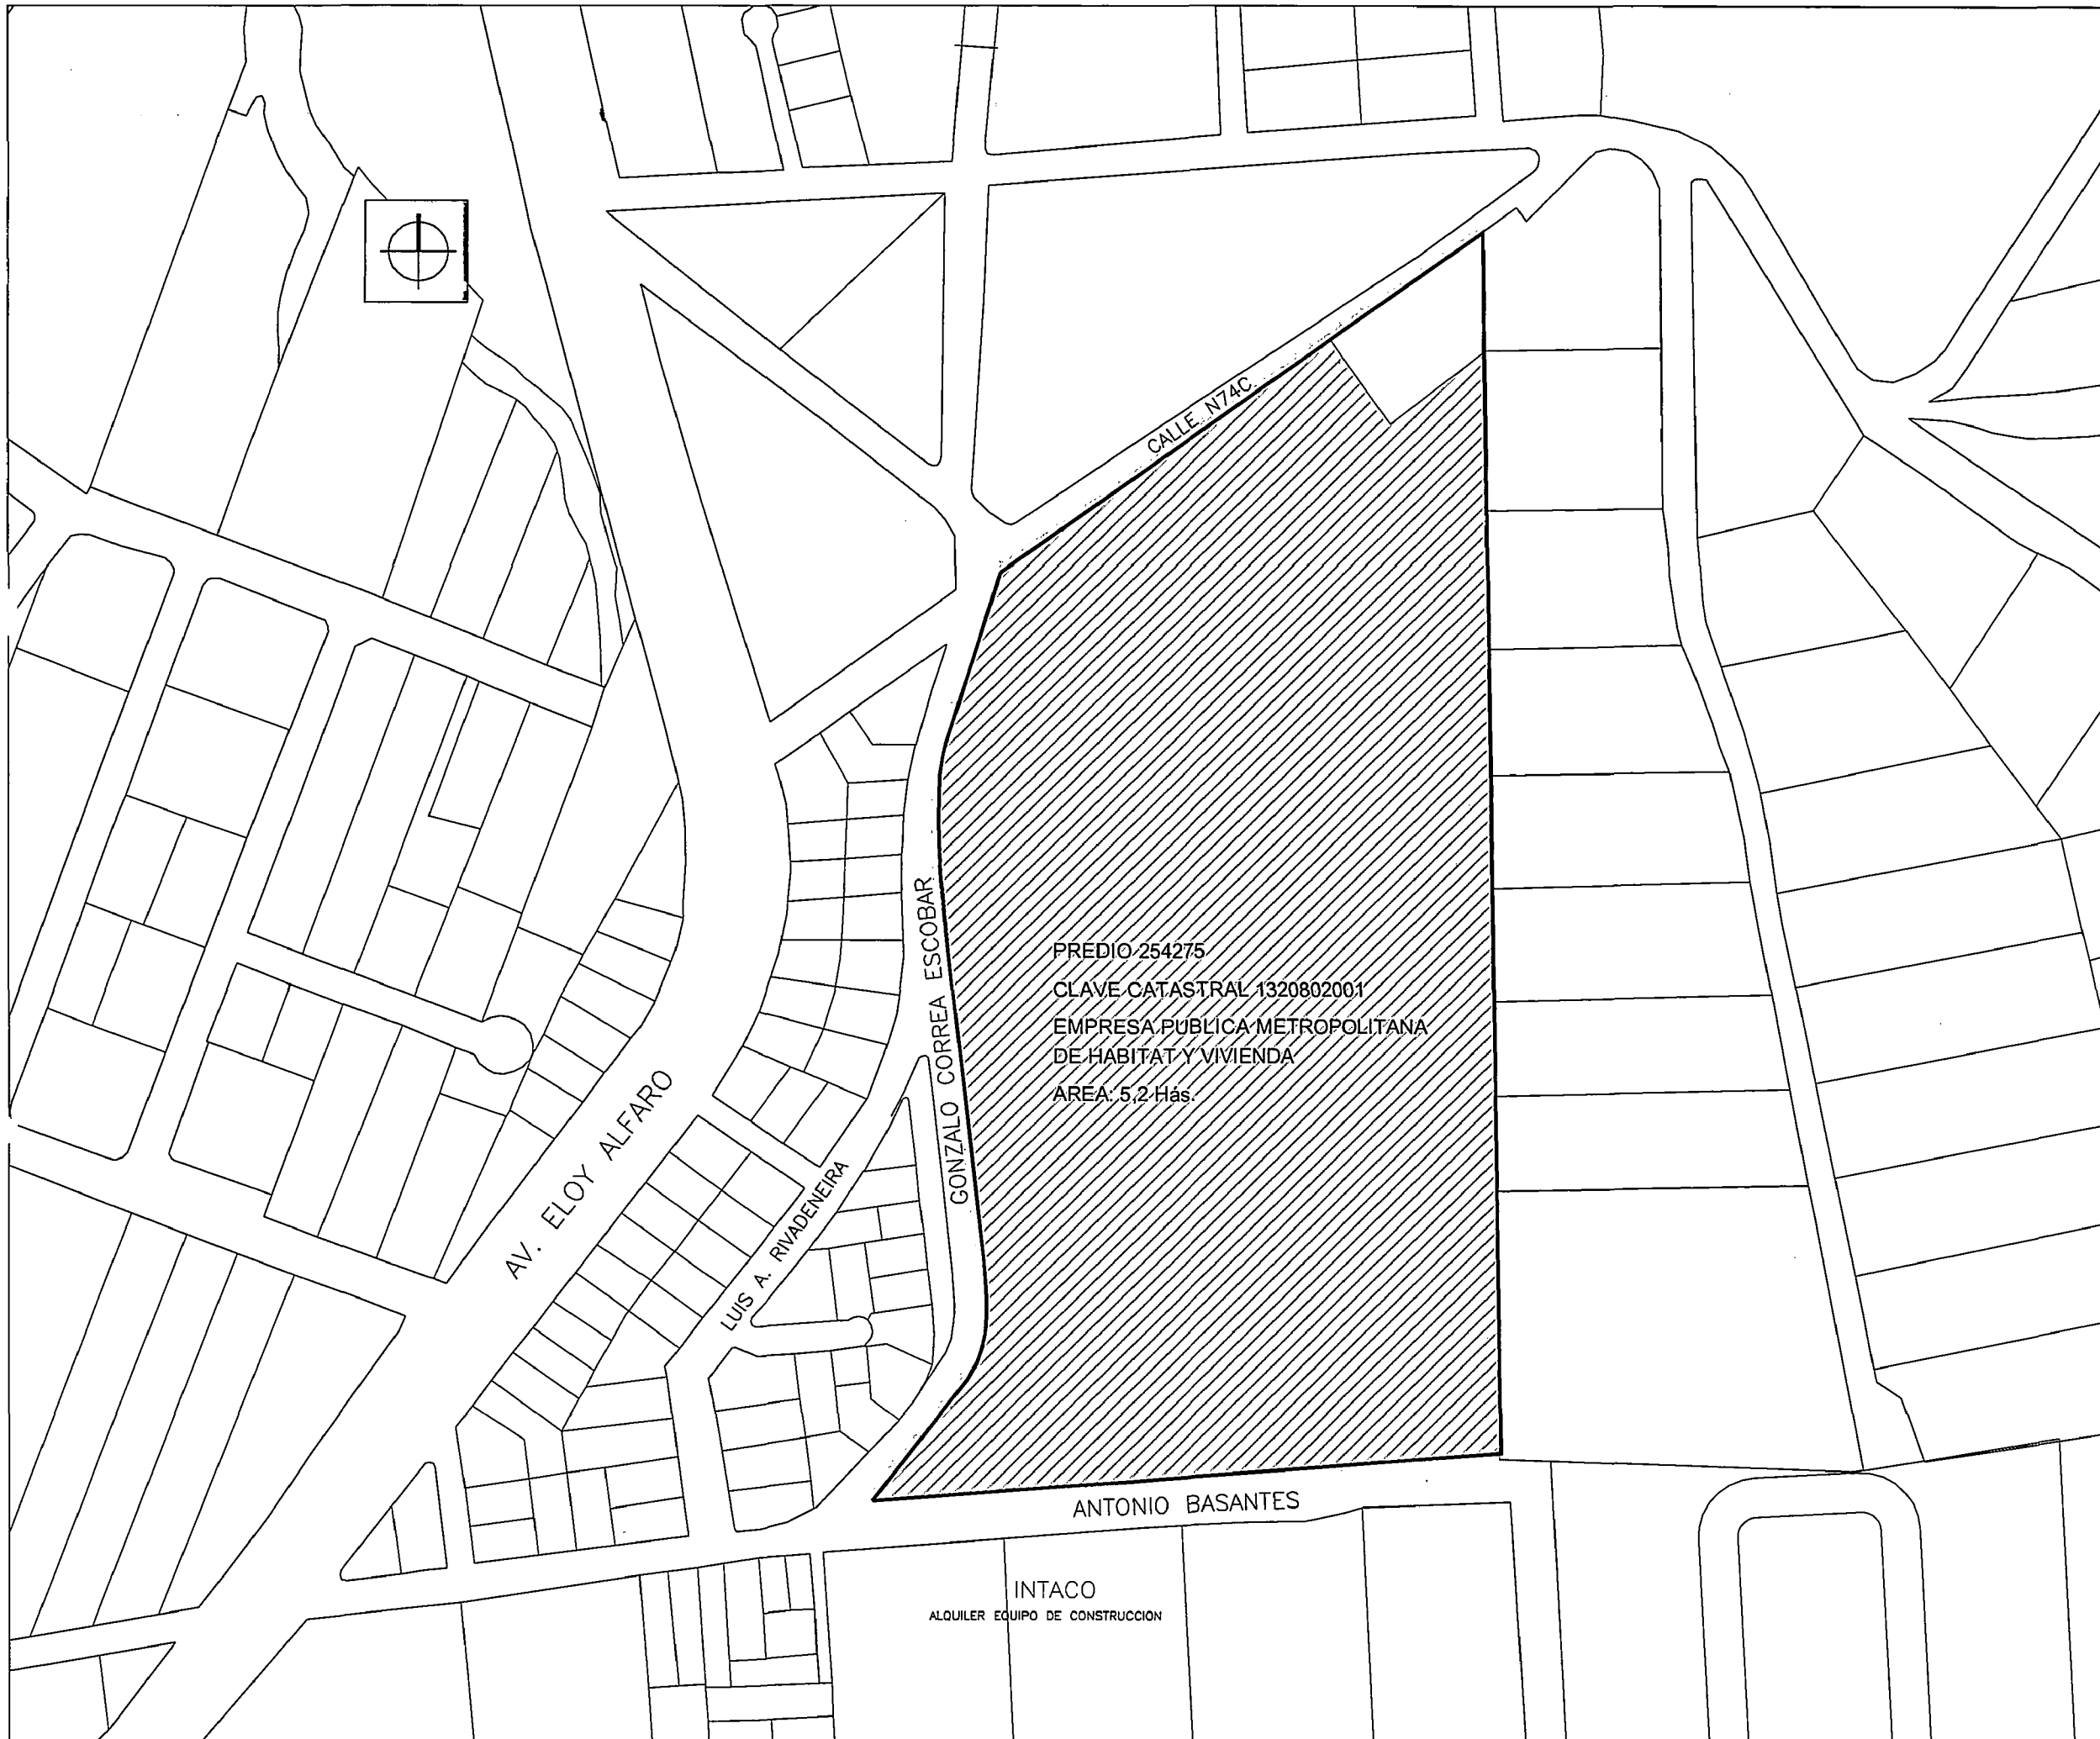 CALLE N74C
GONZALO CORREA ESCOBAR
PREDIO 254275
CLAVE CATASTRAL 1320802001
EMPRESA PUBLICA METROPOLITANA
DE HABITAT Y VIVIENDA
AREA: 5,2 Hás.
AV. ELOY ALFARO
LUIS A. RIVADENEIRA
ANTONIO BASANTES
INTACO
ALQUILER EQUIPO DE CONSTRUCCION